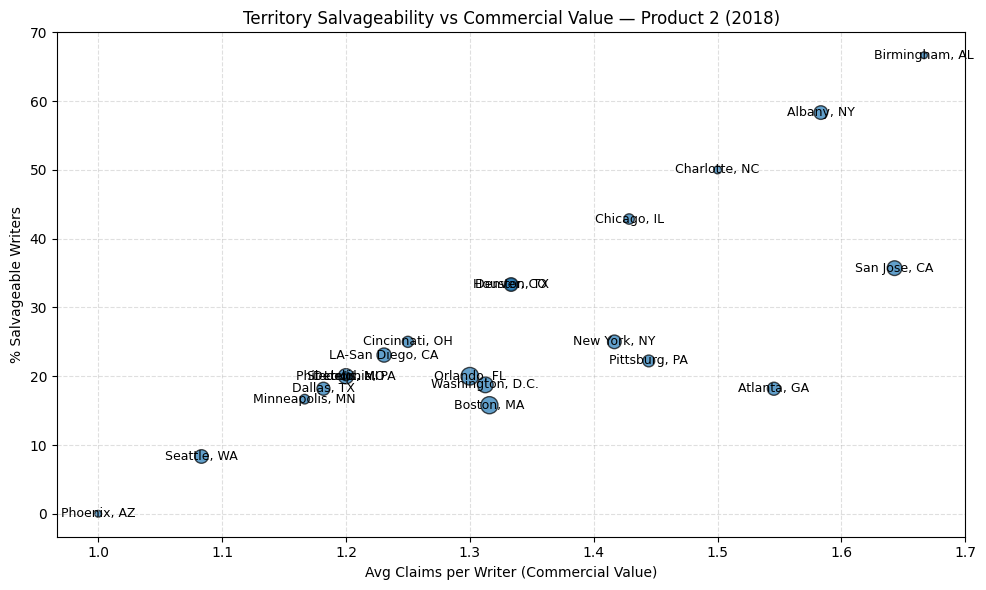 Territory Salvageability vs Commercial Value — Product 2 (2018)
% Salvageable Writers
70
60
50
40
30
20
10
0
Birmingham, AL
Albany, NY
Charlotte, NC
Chicago, IL
San Jose, CA
Cincinnati, OH
New York, NY
LA-San Diego, CA
Pittsburg, PA
Orlando, FL
Washington, D.C.
Dallas, TX
Atlanta, GA
Minneapolis, MN
Boston, MA
Seattle, WA
Phoenix, AZ
1.0 1.1 1.2 1.3 1.4 1.5 1.6 1.7
Avg Claims per Writer (Commercial Value)